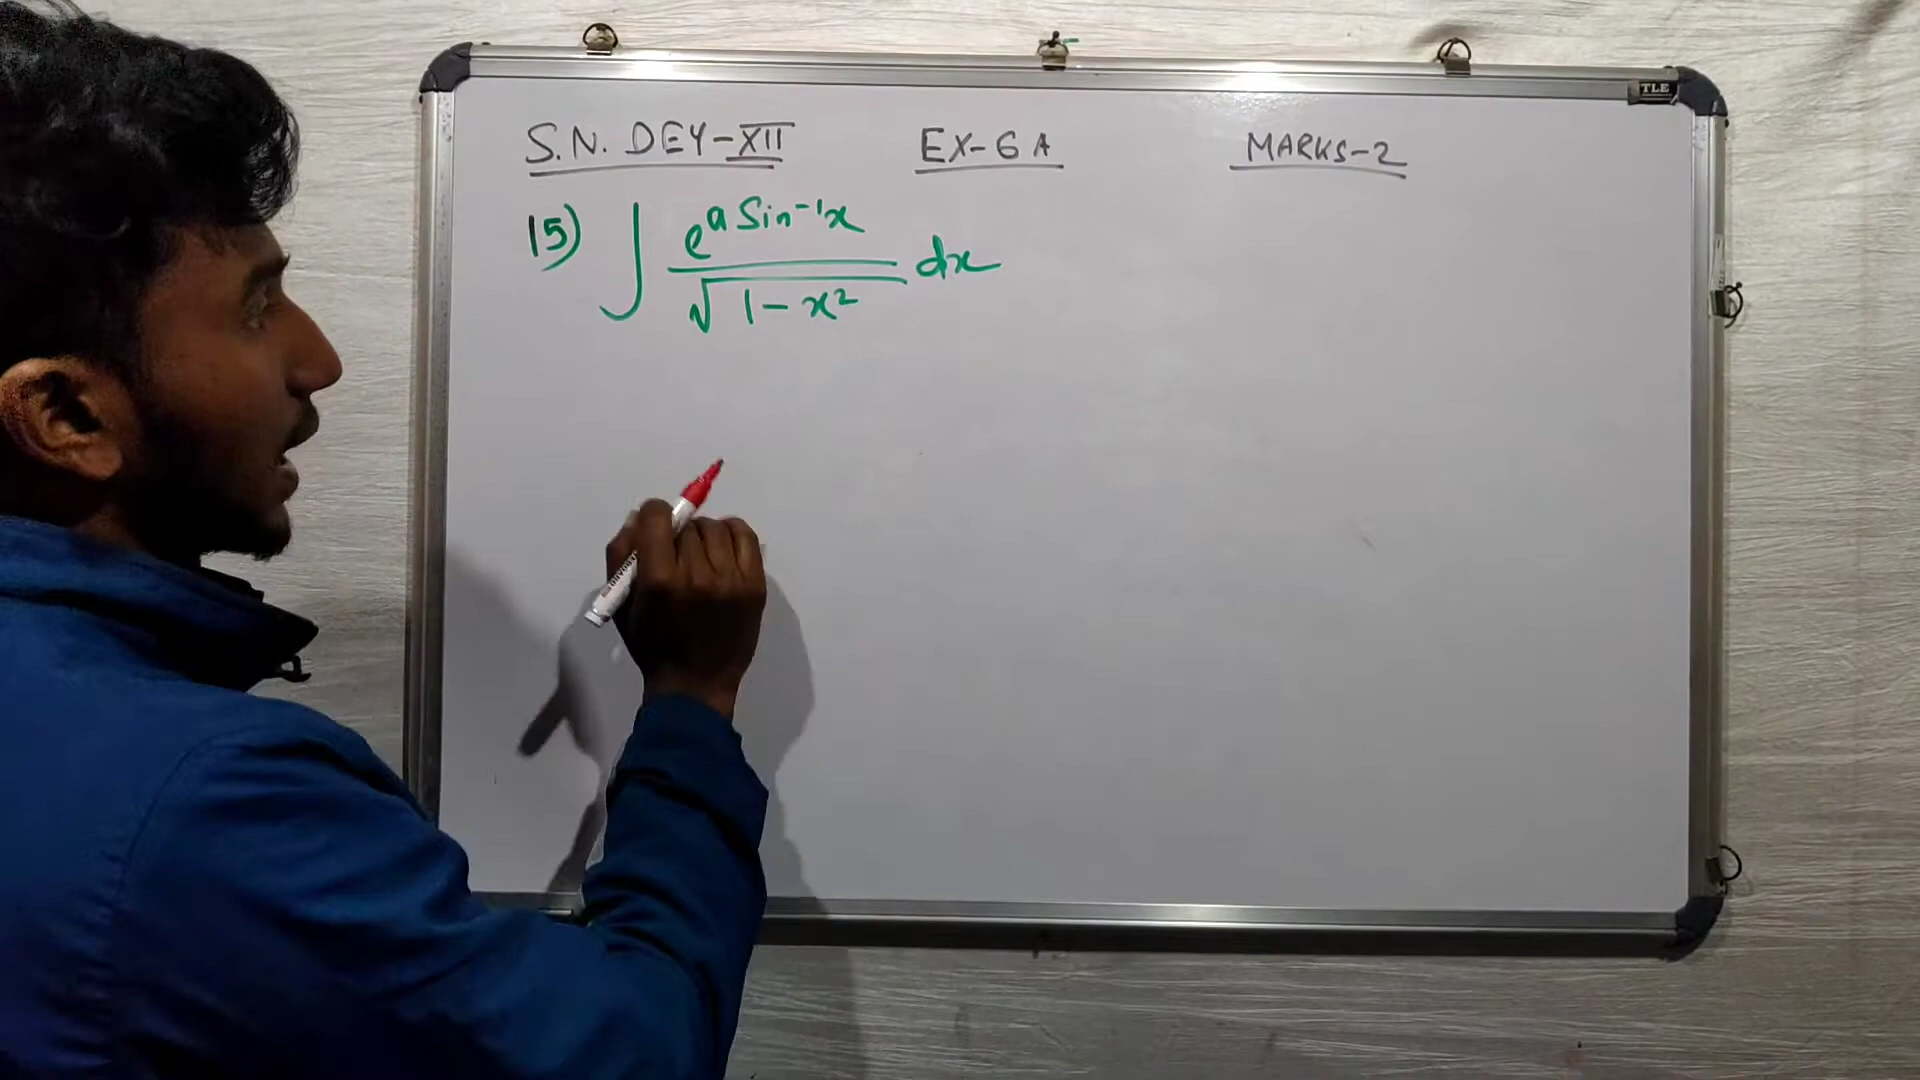 S.N. DEY-XII EX-6A MARKS-2
15) ∫ e^(a Sin⁻¹x) / √(1-x²) dx
TLE